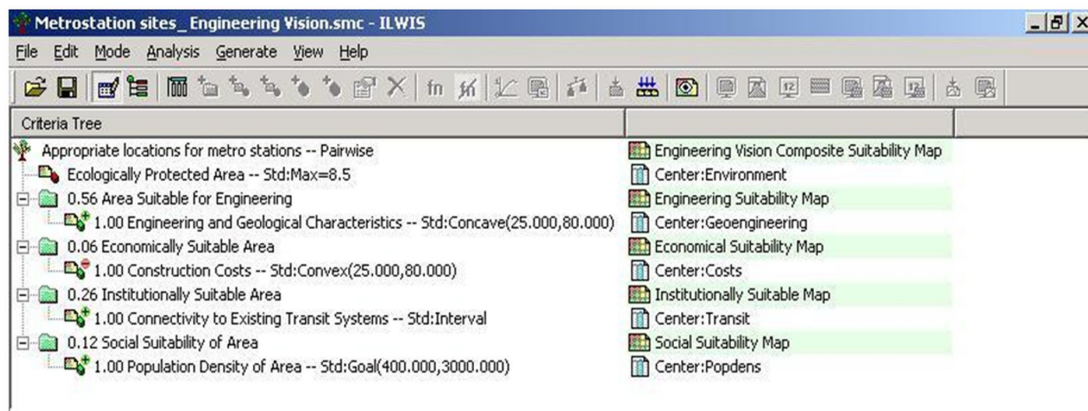 Metrostation sites_ Engineering Vision.smc - ILWIS
File Edit Mode Analysis Generate View Help
fn fn 12 12
Criteria Tree
Appropriate locations for metro stations -- Pairwise Engineering Vision Composite Suitability Map
Ecologically Protected Area -- Std:Max=8.5 Center:Environment
0.56 Area Suitable for Engineering Engineering Suitability Map
1.00 Engineering and Geological Characteristics -- Std:Concave(25.000,80.000) Center:Geoengineering
0.06 Economically Suitable Area Economical Suitability Map
1.00 Construction Costs -- Std:Convex(25.000,80.000) Center:Costs
0.26 Institutionally Suitable Area Institutionally Suitable Map
1.00 Connectivity to Existing Transit Systems -- Std:Interval Center:Transit
0.12 Social Suitability of Area Social Suitability Map
1.00 Population Density of Area -- Std:Goal(400.000,3000.000) Center:Popdens